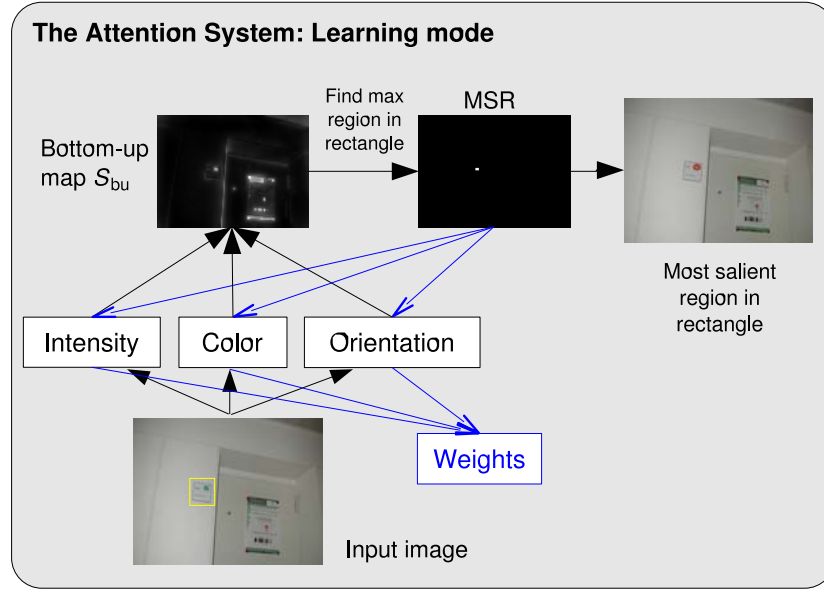 The Attention System: Learning mode
Bottom-up
map Sbu
Find max
region in
rectangle
MSR
Most salient
region in
rectangle
Intensity
Color
Orientation
Weights
Input image